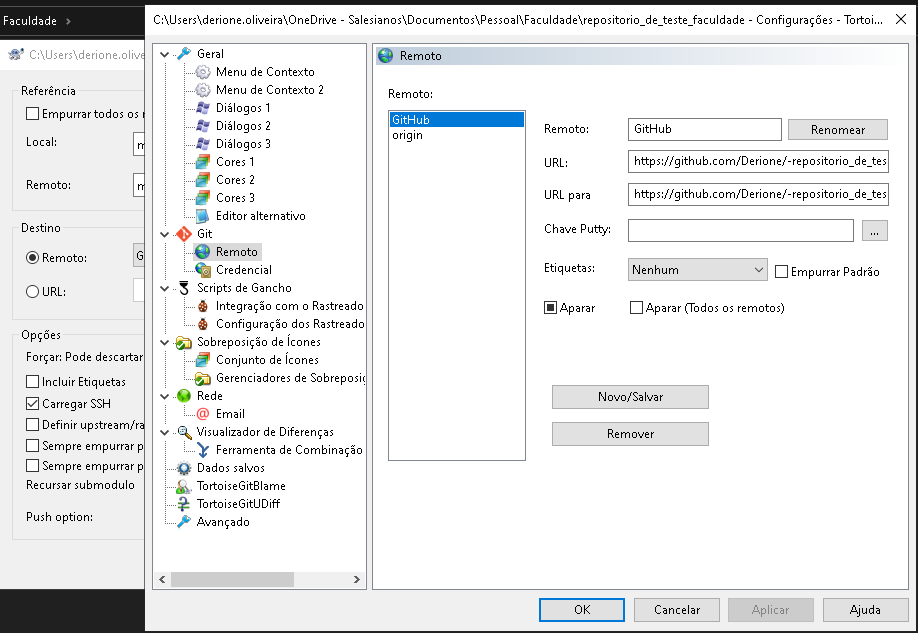 Faculdade
C:\Users\derione.olive
Referência
Empurrar todos os r
Local:
Remoto:
Destino
Remoto:
G
URL:
Opções
Forçar: Pode descartar
Incluir Etiquetas
Carregar SSH
Definir upstream/ra
Sempre empurrar p
Sempre empurrar p
Recursar submodulo
Push option:
C:\Users\derione.oliveira\OneDrive - Salesianos\Documentos\Pessoal\Faculdade\repositorio_de_teste_faculdade - Configurações - Tortoi...
Geral
Menu de Contexto
Menu de Contexto 2
Diálogos 1
Diálogos 2
Diálogos 3
Cores 1
Cores 2
Cores 3
Editor alternativo
Git
Remoto
Credencial
Scripts de Gancho
Integração com o Rastreado
Configuração dos Rastreado
Sobreposição de Ícones
Conjunto de Ícones
Gerenciadores de Sobreposiç
Rede
Email
Visualizador de Diferenças
Ferramenta de Combinação
Dados salvos
TortoiseGitBlame
TortoiseGitUDiff
Avançado
Remoto
Remoto:
GitHub
origin
Remoto:
GitHub
Renomear
URL:
https://github.com/Derione/-repositorio_de_tes
URL para
https://github.com/Derione/-repositorio_de_tes
Chave Putty:
...
Etiquetas:
Nenhum
Empurrar Padrão
Aparar
Aparar (Todos os remotos)
Novo/Salvar
Remover
OK
Cancelar
Aplicar
Ajuda